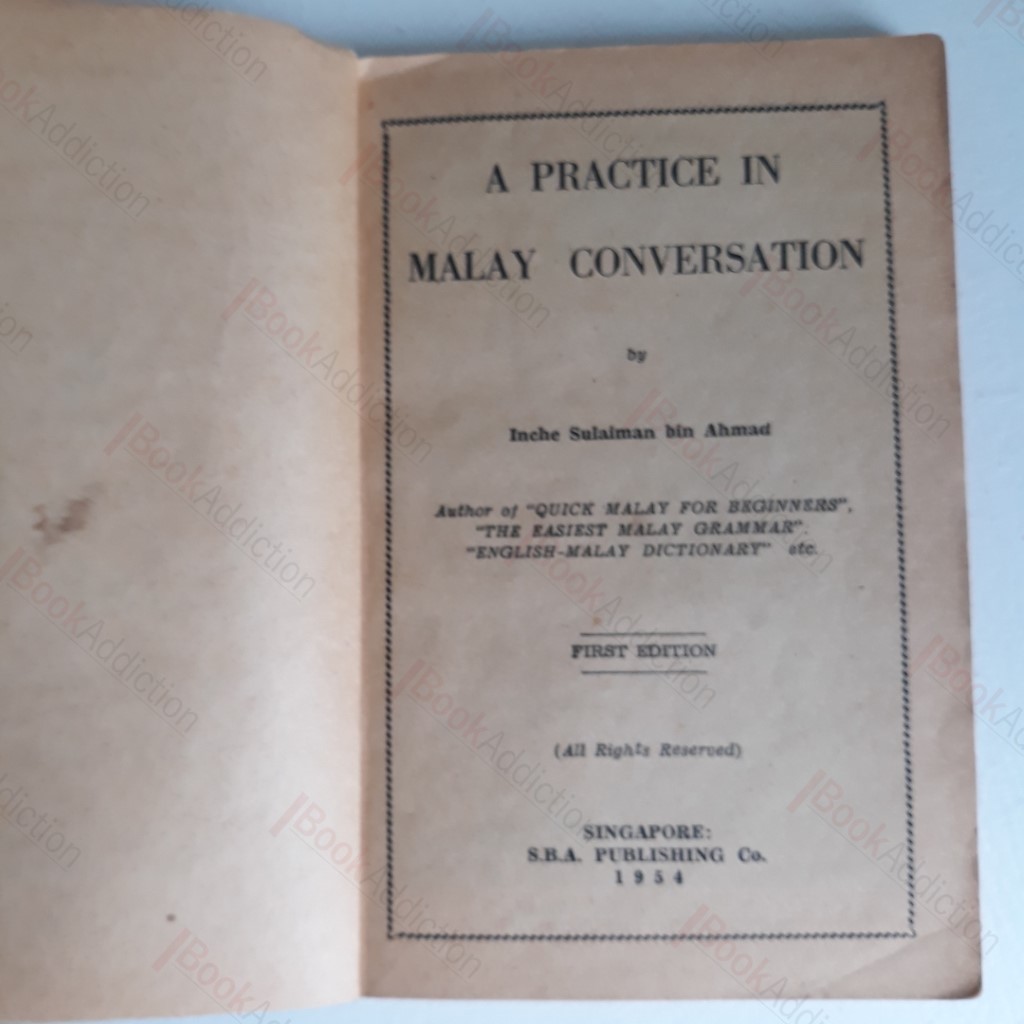 A PRACTICE IN
MALAY CONVERSATION
by
Inche Sulaiman bin Ahmad
Author of "QUICK MALAY FOR BEGINNERS",
"THE EASIEST MALAY GRAMMAR",
"ENGLISH-MALAY DICTIONARY" etc.
FIRST EDITION
(All Rights Reserved)
SINGAPORE:
S.B.A. PUBLISHING Co.
1954
BookAddiction